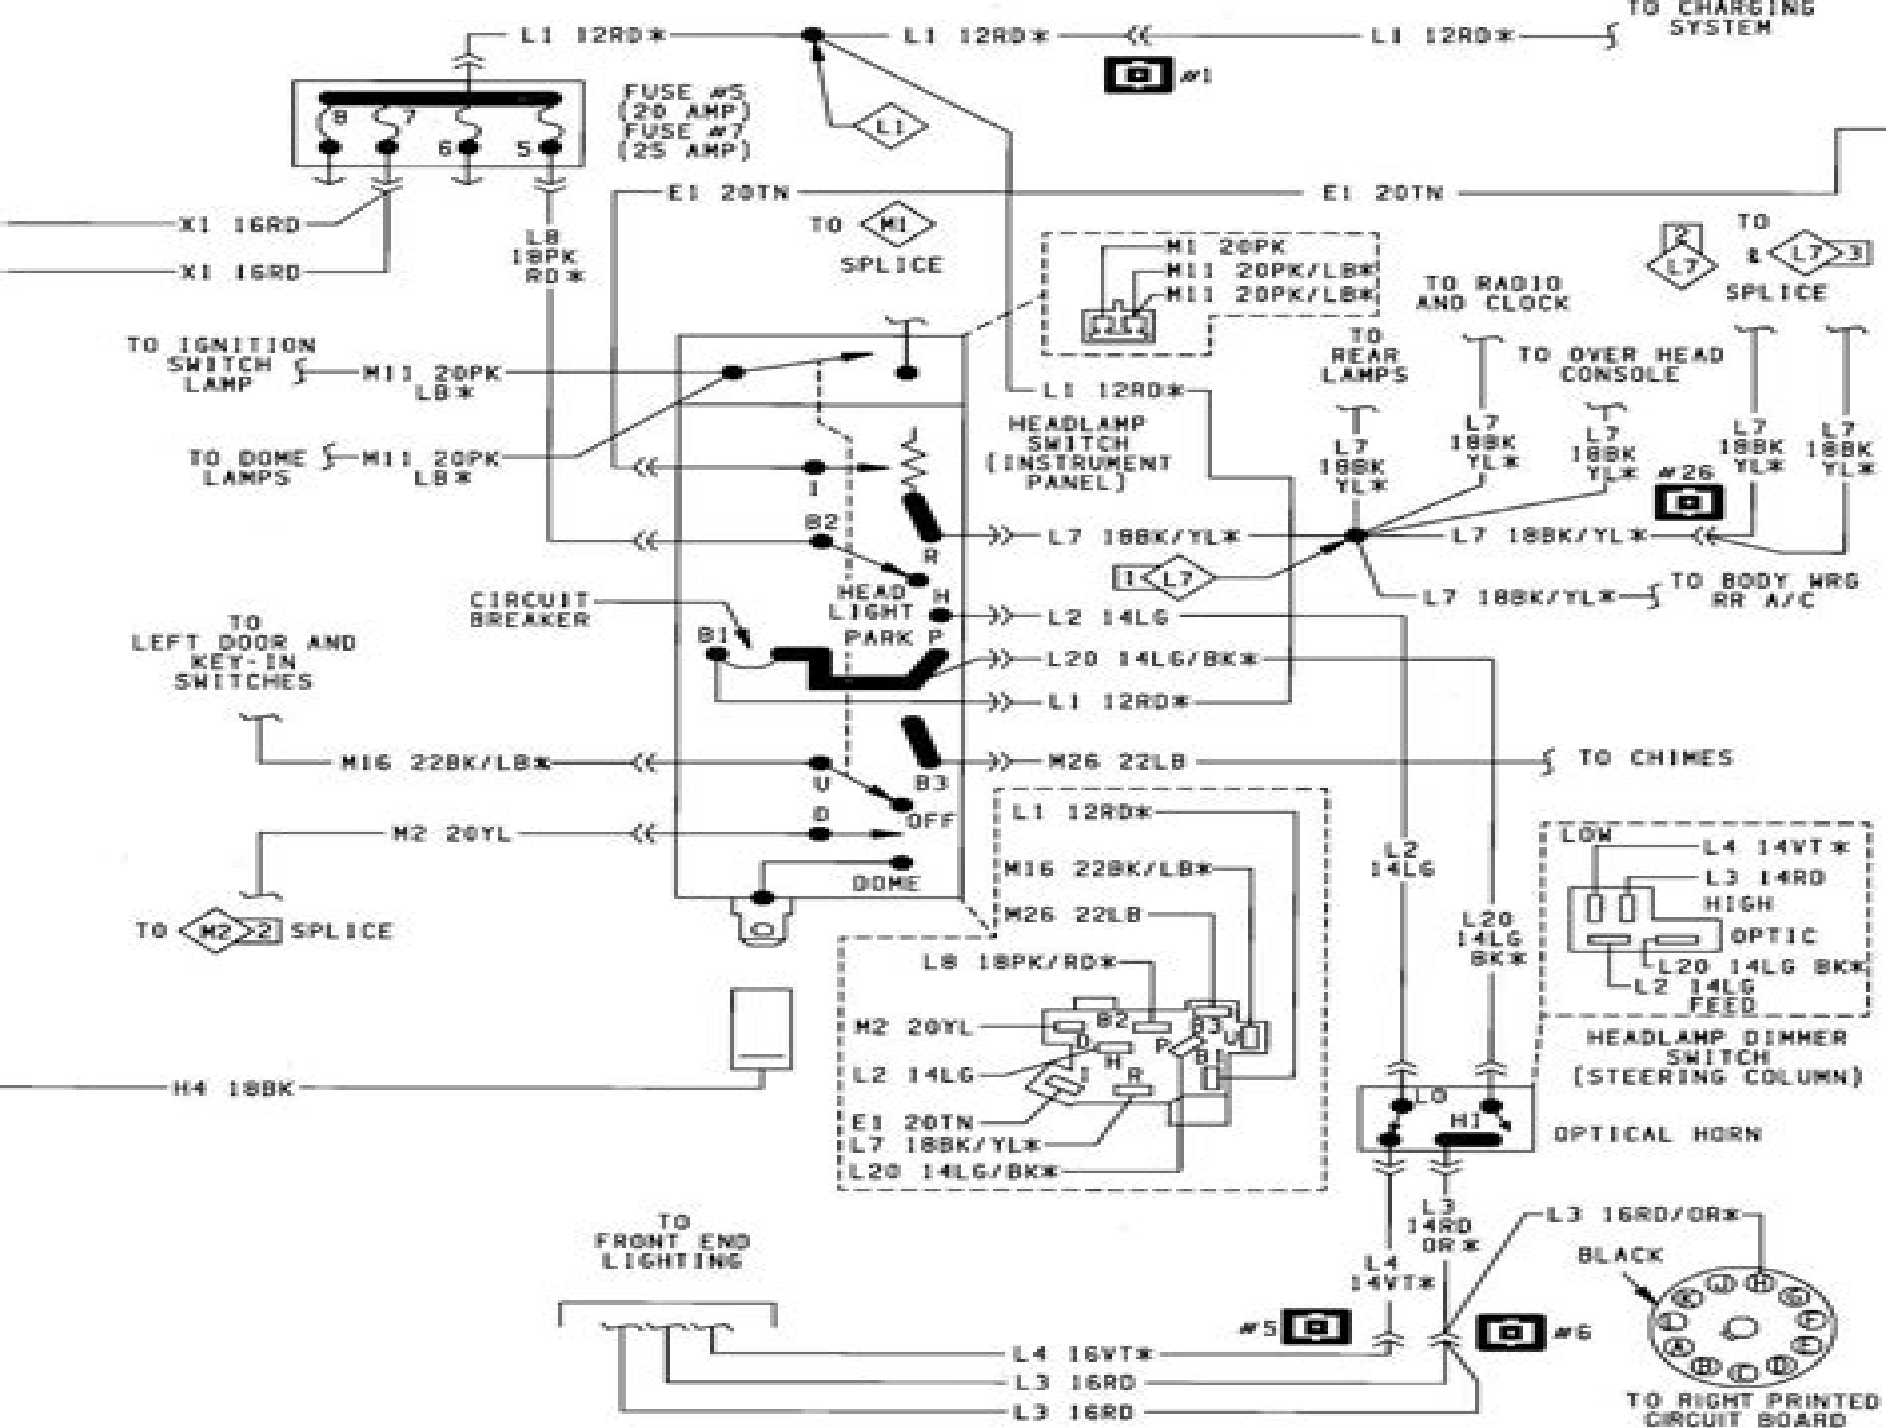 TO CHARGING
SYSTEM
L1 12RD*
L1 12RD*
L1 12RD*
#1
FUSE #5
(20 AMP)
FUSE #7
(25 AMP)
8
7
6
5
L1
E1 20TN
E1 20TN
X1 16RD
X1 16RD
L8
18PK
RD*
TO M1
SPLICE
M1 20PK
M11 20PK/LB*
M11 20PK/LB*
TO RADIO
AND CLOCK
2
L7
TO
& L7 3
SPLICE
TO IGNITION
SWITCH
LAMP
M11 20PK
LB*
TO
REAR
LAMPS
TO OVER HEAD
CONSOLE
L1 12RD*
HEADLAMP
SWITCH
(INSTRUMENT
PANEL)
TO DOME
LAMPS
M11 20PK
LB*
L7
18BK
YL*
L7
18BK
YL*
L7
18BK
YL*
L7
18BK
YL*
L7
18BK
YL*
#26
I
B2
R
L7 18BK/YL*
L7 18BK/YL*
1 L7
L7 18BK/YL*
TO BODY WRG
RR A/C
CIRCUIT
BREAKER
HEAD
LIGHT
H
L2 14LG
PARK P
B1
L20 14LG/BK*
L1 12RD*
TO
LEFT DOOR AND
KEY-IN
SWITCHES
M16 22BK/LB*
U
B3
M26 22LB
TO CHIMES
D
OFF
M2 20YL
DOME
TO M2 2 SPLICE
L1 12RD*
M16 22BK/LB*
M26 22LB
L8 18PK/RD*
M2 20YL
L2 14LG
E1 20TN
L7 18BK/YL*
L20 14LG/BK*
B2
B3
U
D
H
P
B1
I
R
L2
14LG
L20
14LG
BK*
LOW
L4 14VT*
L3 14RD
HIGH
OPTIC
L20 14LG BK*
L2 14LG
FEED
HEADLAMP DIMMER
SWITCH
(STEERING COLUMN)
H4 18BK
LO
HI
OPTICAL HORN
L3
14RD
OR*
L4
14VT*
L3 16RD/OR*
BLACK
J
H
K
G
L
F
A
E
B
C
D
TO
FRONT END
LIGHTING
#5
#6
L4 16VT*
L3 16RD
L3 16RD
TO RIGHT PRINTED
CIRCUIT BOARD